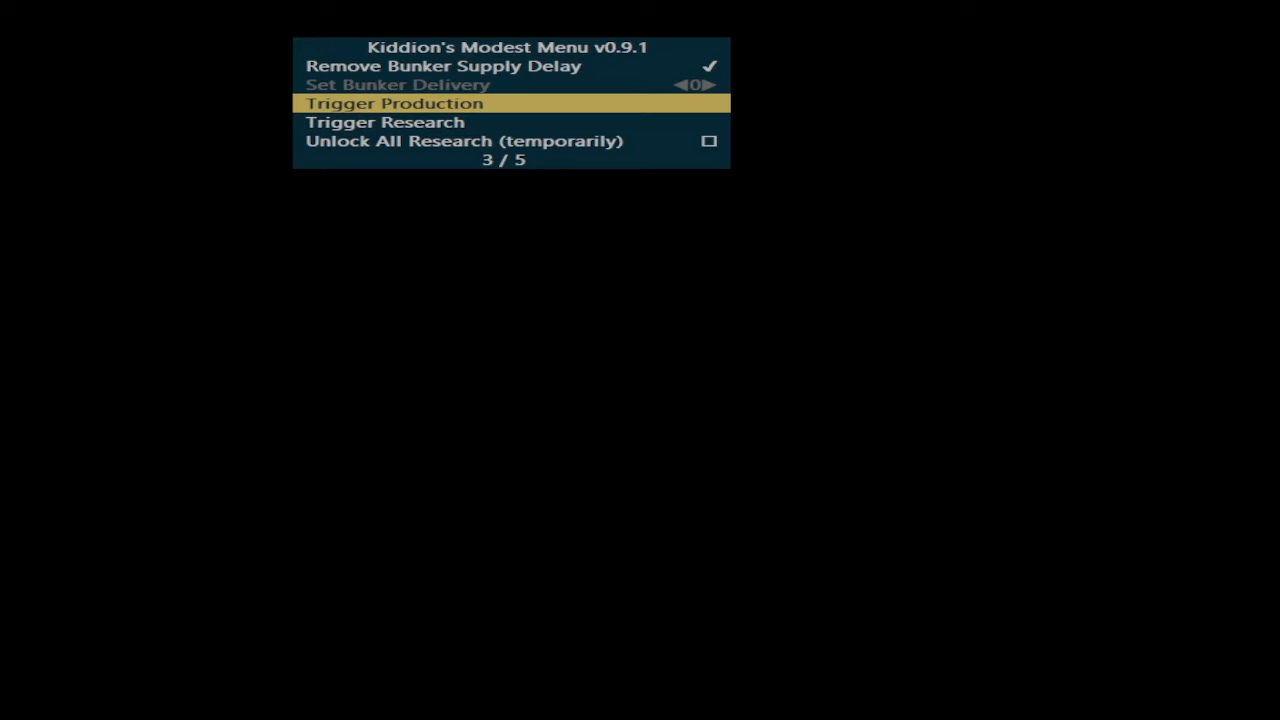 Kiddion's Modest Menu v0.9.1
Remove Bunker Supply Delay ✓
Set Bunker Delivery ◀0▶
Trigger Production
Trigger Research
Unlock All Research (temporarily) ☐
3 / 5